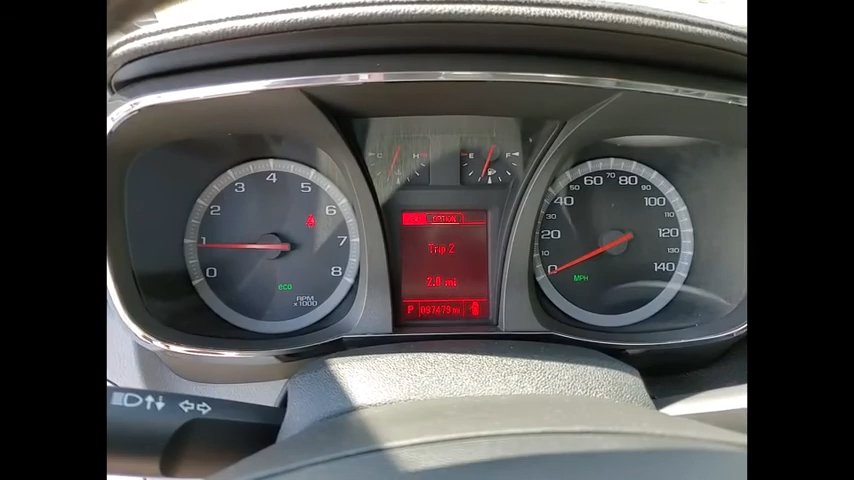 C H
E F
0 1 2 3 4 5 6 7 8
eco
RPM
x1000
OPTION
Trip 2
2.0 mi
P 097479 mi
0 10 20 30 40 50 60 70 80 90 100 110 120 130 140
MPH